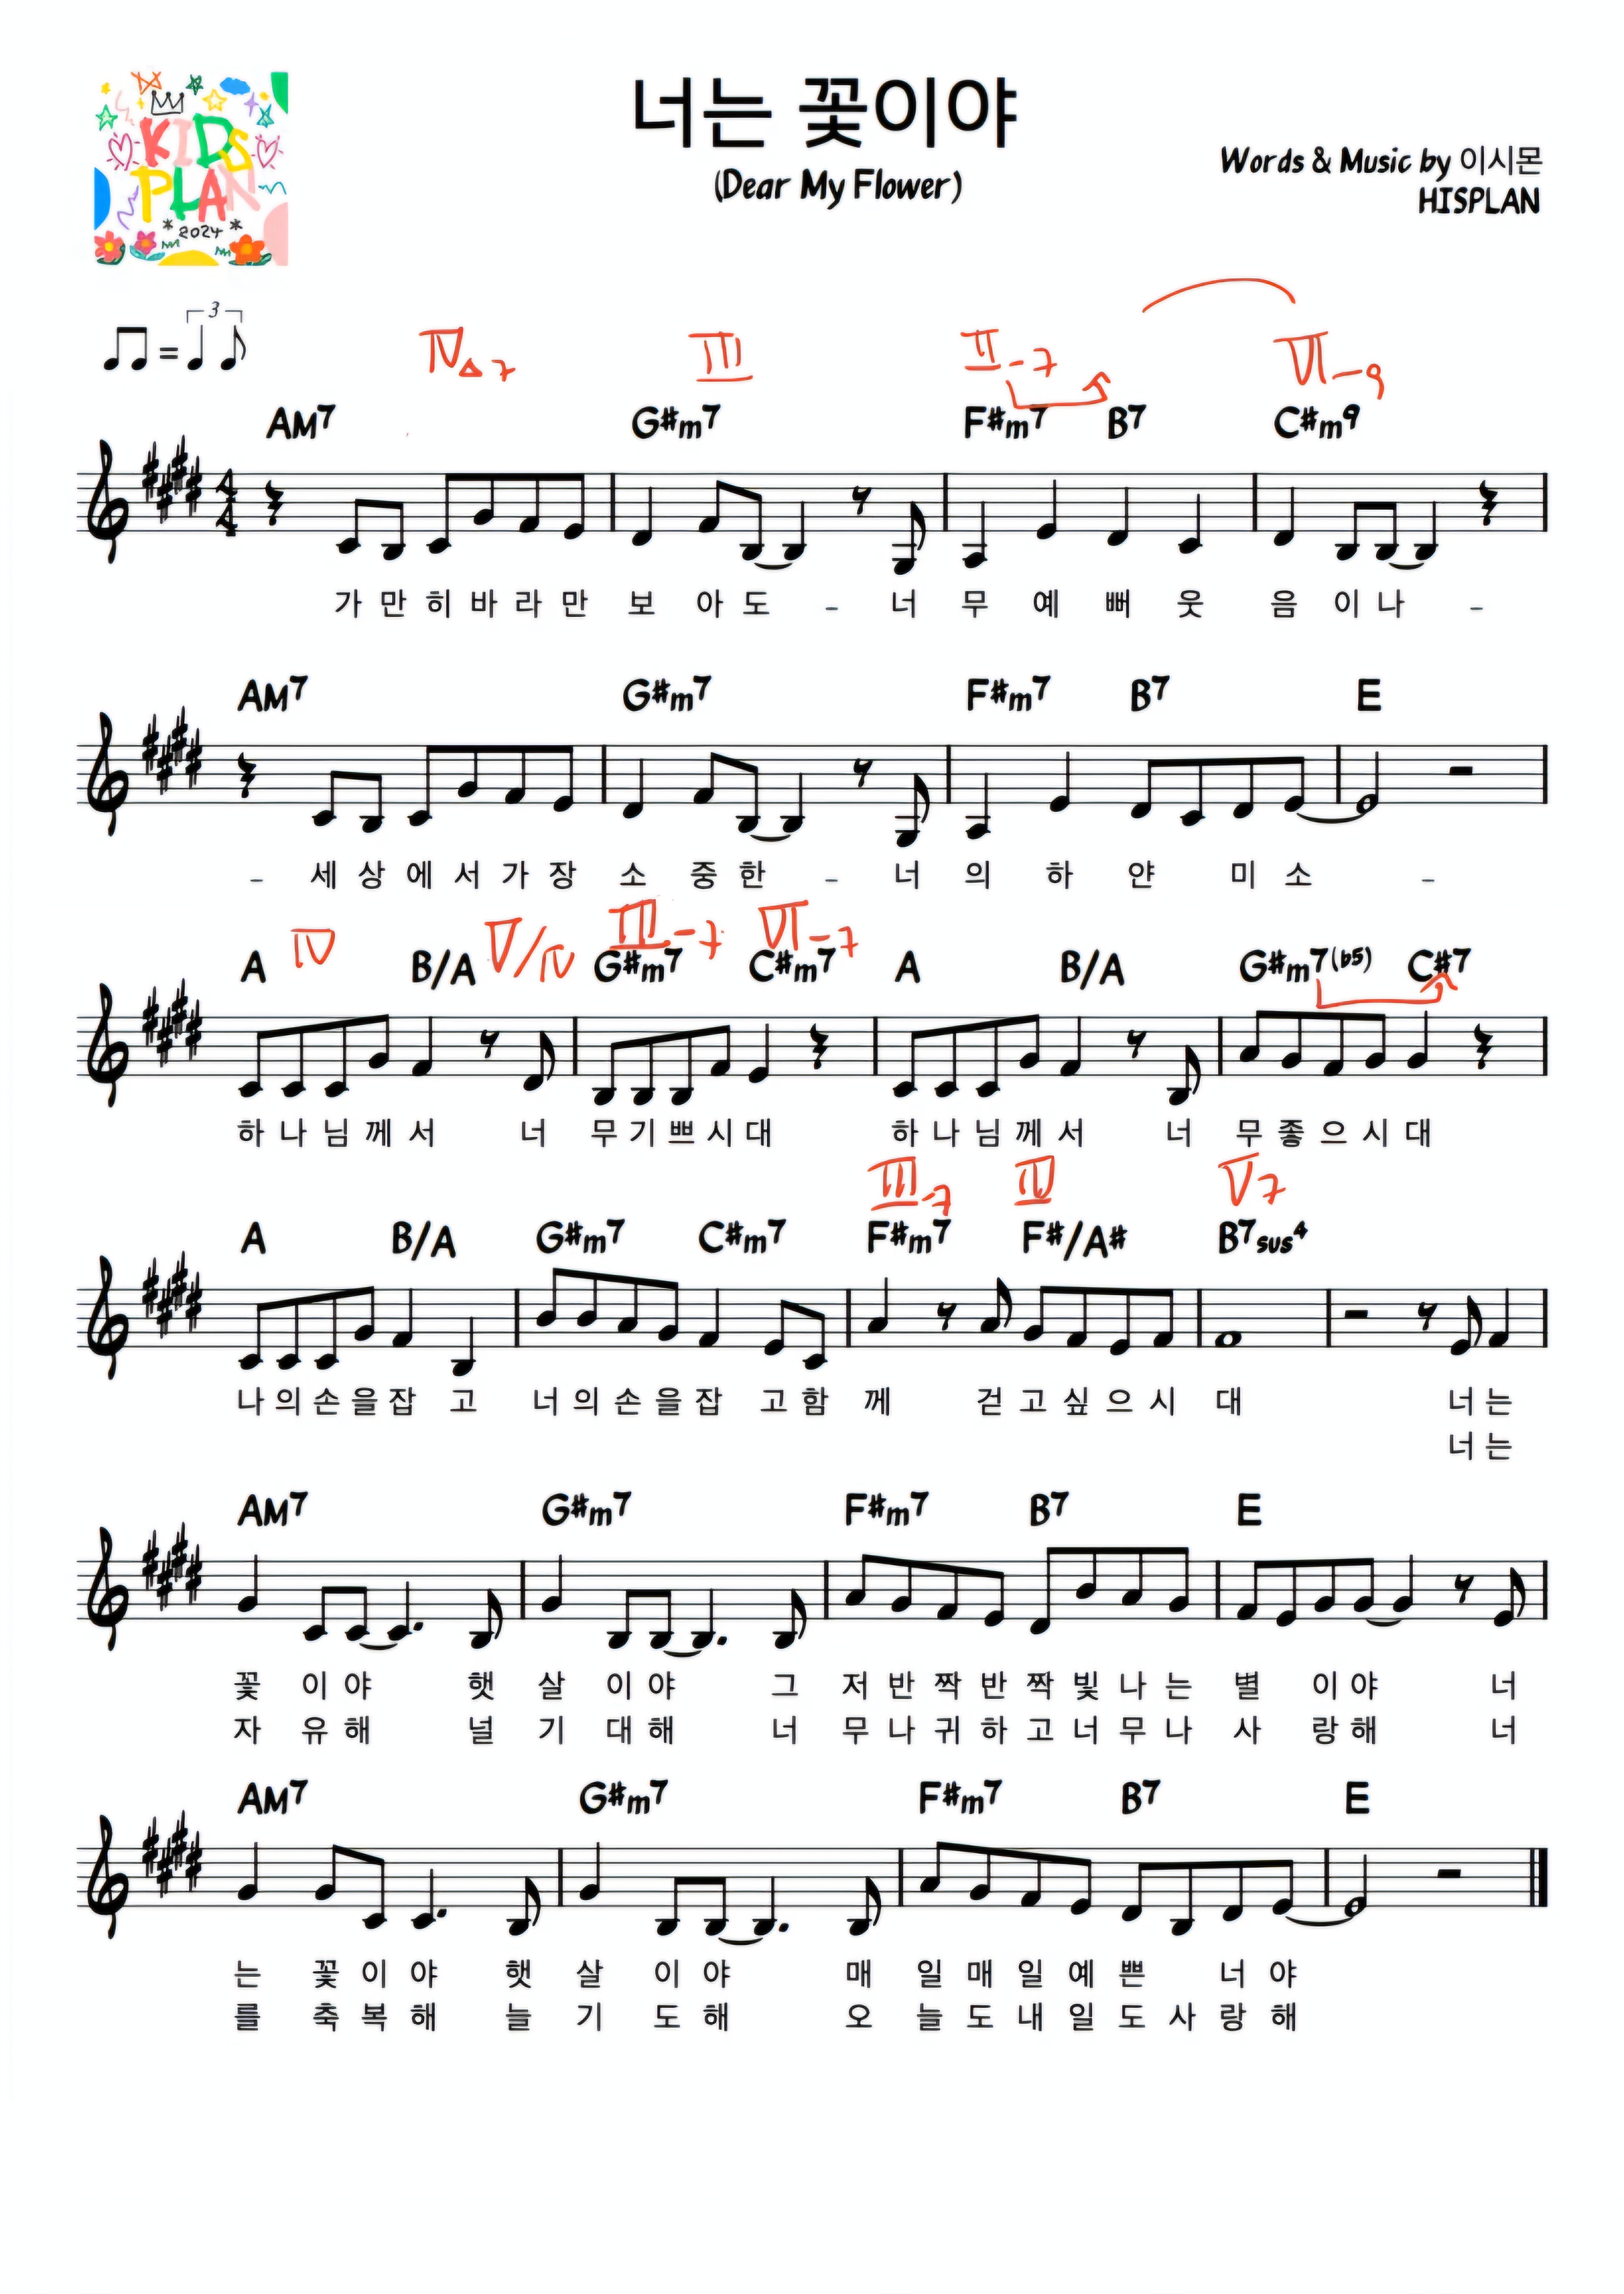 KIDS
PLAN
*2024*
너는 꽃이야
(Dear My Flower)
Words & Music by 이시몬
HISPLAN
3
=
IV△7 III II-7 VI-9
AM7 G#m7 F#m7 B7 C#m9
4
4
가 만 히 바 라 만 보 아 도 - 너 무 예 뻐 웃 음 이 나 -
AM7 G#m7 F#m7 B7 E
- 세 상 에 서 가 장 소 중 한 - 너 의 하 얀 미 소 -
IV V/IV III-7 VI-7
A B/A G#m7 C#m7 A B/A G#m7(b5) C#7
하 나 님 께 서 너 무 기 쁘 시 대 하 나 님 께 서 너 무 좋 으 시 대
III-7 IV V7
A B/A G#m7 C#m7 F#m7 F#/A# B7sus4
나 의 손 을 잡 고 너 의 손 을 잡 고 함 께 걷 고 싶 으 시 대 너 는
너 는
AM7 G#m7 F#m7 B7 E
꽃 이 야 햇 살 이 야 그 저 반 짝 반 짝 빛 나 는 별 이 야 너
자 유 해 널 기 대 해 너 무 나 귀 하 고 너 무 나 사 랑 해 너
AM7 G#m7 F#m7 B7 E
는 꽃 이 야 햇 살 이 야 매 일 매 일 예 쁜 너 야
를 축 복 해 늘 기 도 해 오 늘 도 내 일 도 사 랑 해